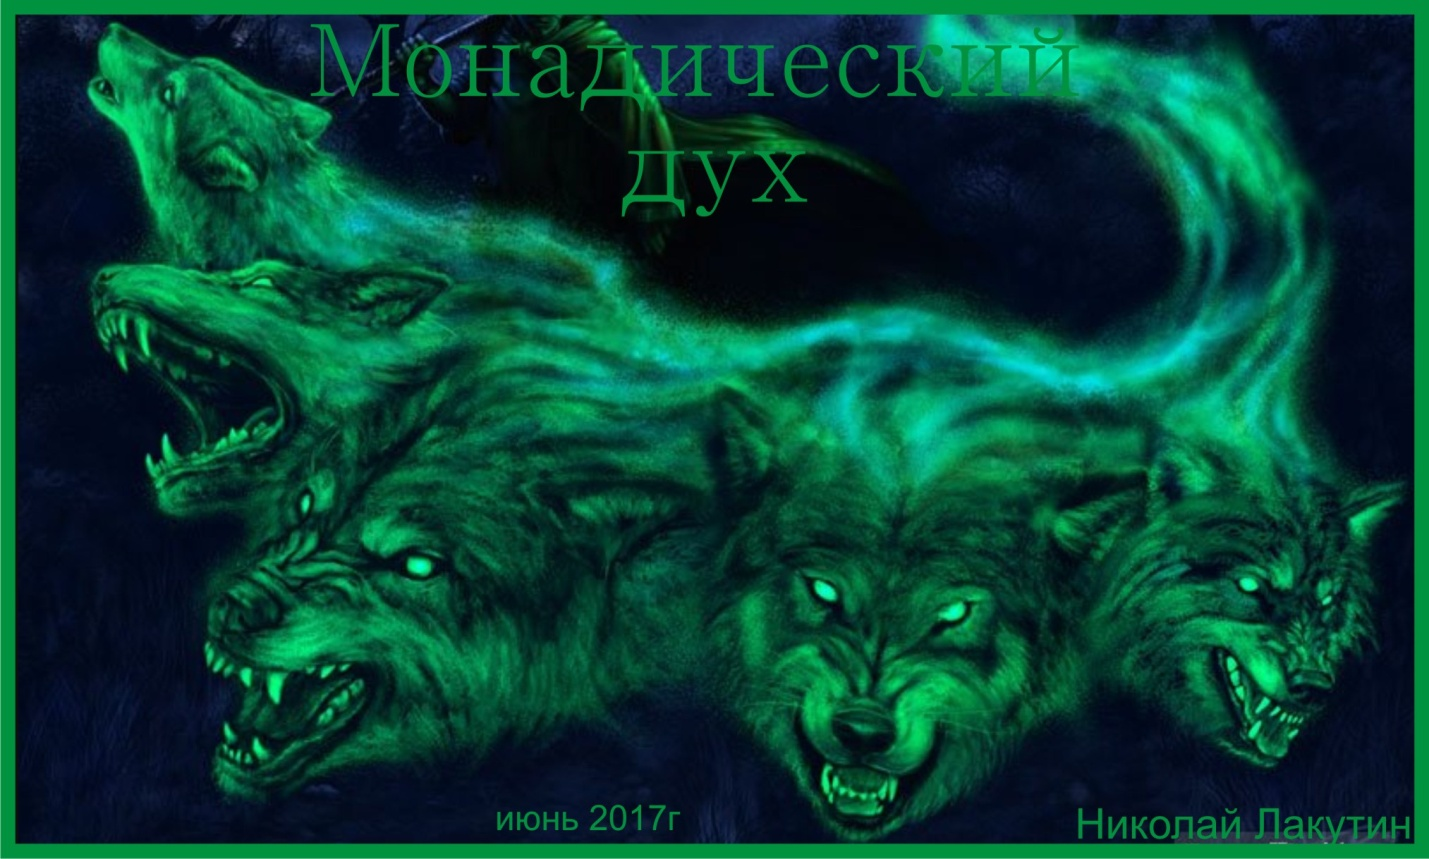 Монадический
дух
июнь 2017г
Николай Лакутин